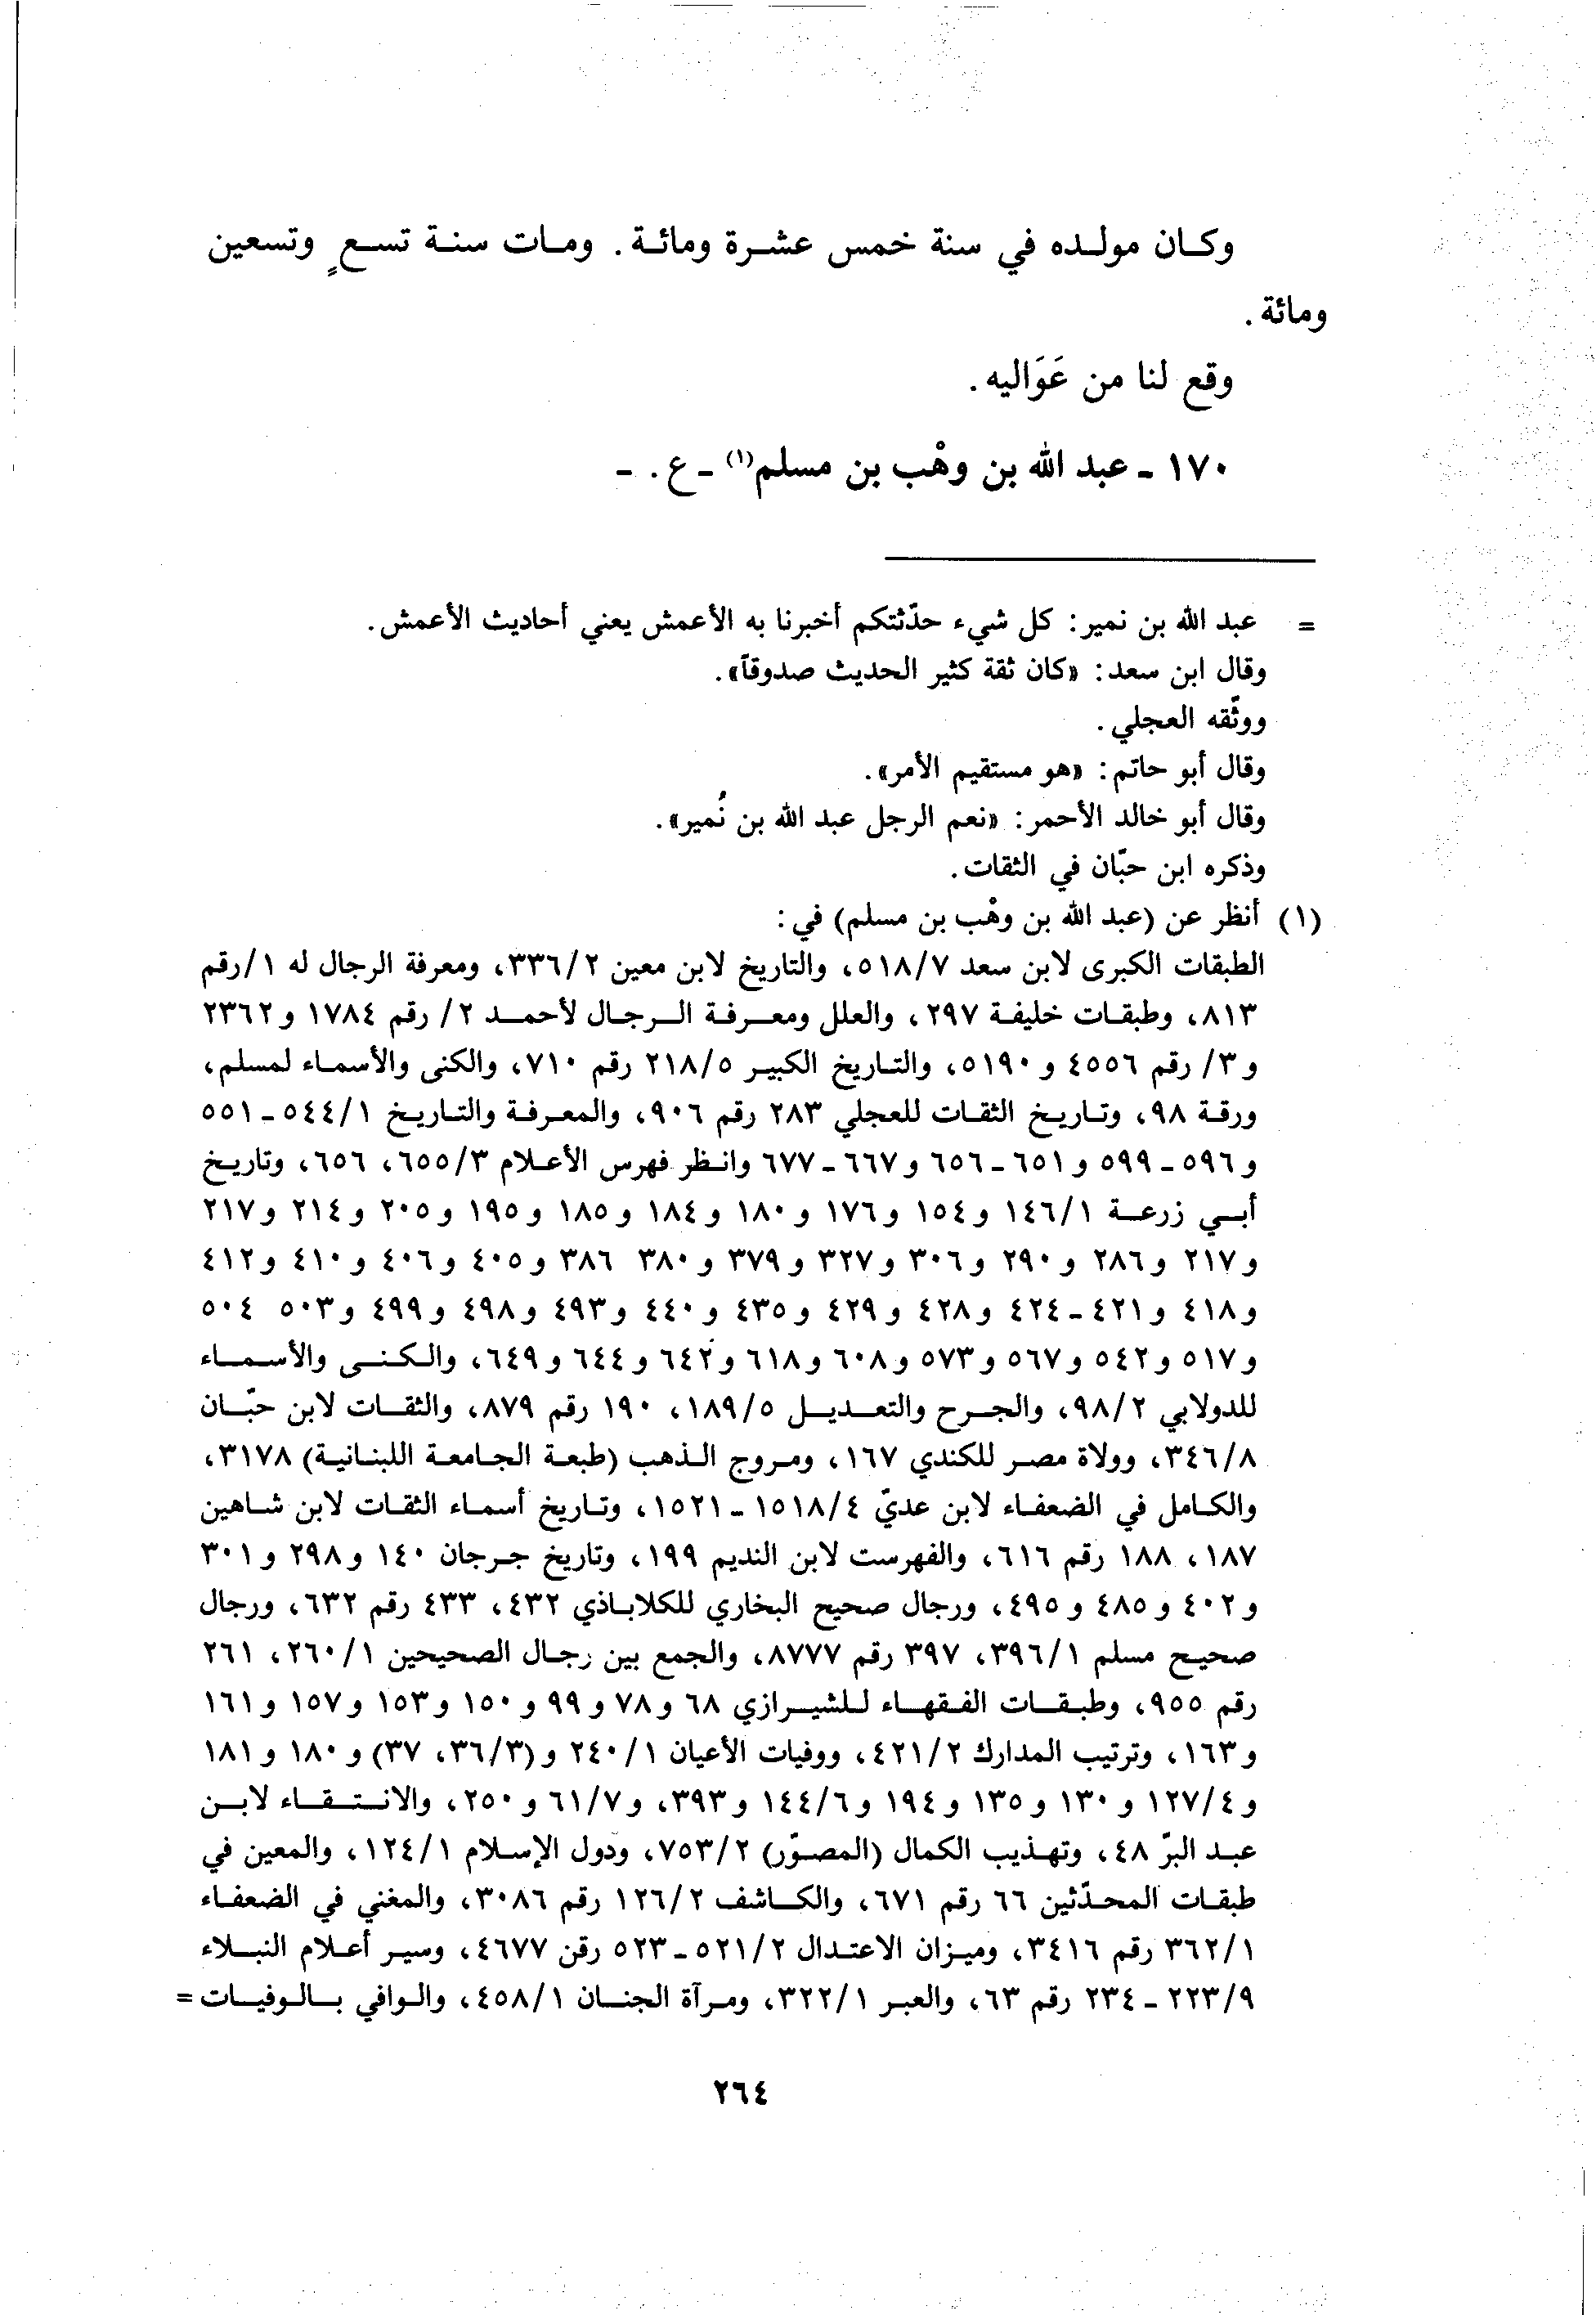 وكان مولده في سنة خمس عشرة ومائة. ومات سنة تسعٍ وتسعين
ومائة.
وقع لنا من عَوَاليه.
١٧٠ - عبد الله بن وهْب بن مسلم(١) - ع. -
= عبد الله بن نمير: كل شيء حدّثتكم أخبرنا به الأعمش يعني أحاديث الأعمش.
وقال ابن سعد: «كان ثقة كثير الحديث صدوقاً».
ووثّقه العجلي.
وقال أبو حاتم: «هو مستقيم الأمر».
وقال أبو خالد الأحمر: «نعم الرجل عبد الله بن نُمير».
وذكره ابن حبّان في الثقات.
(١) أنظر عن (عبد الله بن وهْب بن مسلم) في:
الطبقات الكبرى لابن سعد ٥١٨/٧، والتاريخ لابن معين ٣٣٦/٢، ومعرفة الرجال له ١/رقم
٨١٣، وطبقات خليفة ٢٩٧، والعلل ومعرفة الرجال لأحمد ٢/ رقم ١٧٨٤ و٢٣٦٢
و٣/ رقم ٤٥٥٦ و٥١٩٠، والتاريخ الكبير ٢١٨/٥ رقم ٧١٠، والكنى والأسماء لمسلم،
ورقة ٩٨، وتاريخ الثقات للعجلي ٢٨٣ رقم ٩٠٦، والمعرفة والتاريخ ٥٤٤/١ - ٥٥١
و٥٩٦ - ٥٩٩ و٦٥١ - ٦٥٦ و٦٦٧ - ٦٧٧ وانظر فهرس الأعلام ٦٥٥/٣، ٦٥٦، وتاريخ
أبي زرعة ١٤٦/١ و١٥٤ و١٧٦ و١٨٠ و١٨٤ و١٨٥ و١٩٥ و٢٠٥ و٢١٤ و٢١٧
و٢١٧ و٢٨٦ و٢٩٠ و٣٠٦ و٣٢٧ و٣٧٩ و٣٨٠ ٣٨٦ و٤٠٥ و٤٠٦ و٤١٠ و٤١٢
و٤١٨ و٤٢١ - ٤٢٤ و٤٢٨ و٤٢٩ و٤٣٥ و٤٤٠ و٤٩٣ و٤٩٨ و٤٩٩ و٥٠٣ ٥٠٤
و٥١٧ و٥٤٢ و٥٦٧ و٥٧٣ و٦٠٨ و٦١٨ و٦٤٢ و٦٤٤ و٦٤٩، والكنى والأسماء
للدولابي ٩٨/٢، والجرح والتعديل ١٨٩/٥، ١٩٠ رقم ٨٧٩، والثقات لابن حبّان
٣٤٦/٨، وولاة مصر للكندي ١٦٧، ومروج الذهب (طبعة الجامعة اللبنانية) ٣١٧٨،
والكامل في الضعفاء لابن عديّ ١٥١٨/٤ - ١٥٢١، وتاريخ أسماء الثقات لابن شاهين
١٨٧، ١٨٨ رقم ٦١٦، والفهرست لابن النديم ١٩٩، وتاريخ جرجان ١٤٠ و٢٩٨ و٣٠١
و٤٠٢ و٤٨٥ و٤٩٥، ورجال صحيح البخاري للكلاباذي ٤٣٢، ٤٣٣ رقم ٦٣٢، ورجال
صحيح مسلم ٣٩٦/١، ٣٩٧ رقم ٨٧٧٧، والجمع بين رجال الصحيحين ٢٦٠/١، ٢٦١
رقم ٩٥٥، وطبقات الفقهاء للشيرازي ٦٨ و٧٨ و٩٩ و١٥٠ و١٥٣ و١٥٧ و١٦١
و١٦٣، وترتيب المدارك ٤٢١/٢، ووفيات الأعيان ٢٤٠/١ و(٣٦/٣، ٣٧) و١٨٠ و١٨١
و١٢٧/٤ و١٣٠ و١٣٥ و١٩٤ و١٤٤/٦ و٣٩٣، و٦١/٧ و٢٥٠، والانتقاء لابن
عبد البرّ ٤٨، وتهذيب الكمال (المصوّر) ٧٥٣/٢، ودول الإسلام ١٢٤/١، والمعين في
طبقات المحدّثين ٦٦ رقم ٦٧١، والكاشف ١٢٦/٢ رقم ٣٠٨٦، والمغني في الضعفاء
٣٦٢/١ رقم ٣٤١٦، وميزان الاعتدال ٥٢١/٢ - ٥٢٣ رقن ٤٦٧٧، وسير أعلام النبلاء
٢٢٣/٩ - ٢٣٤ رقم ٦٣، والعبر ٣٢٢/١، ومرآة الجنان ٤٥٨/١، والوافي بالوفيات =
٢٦٤